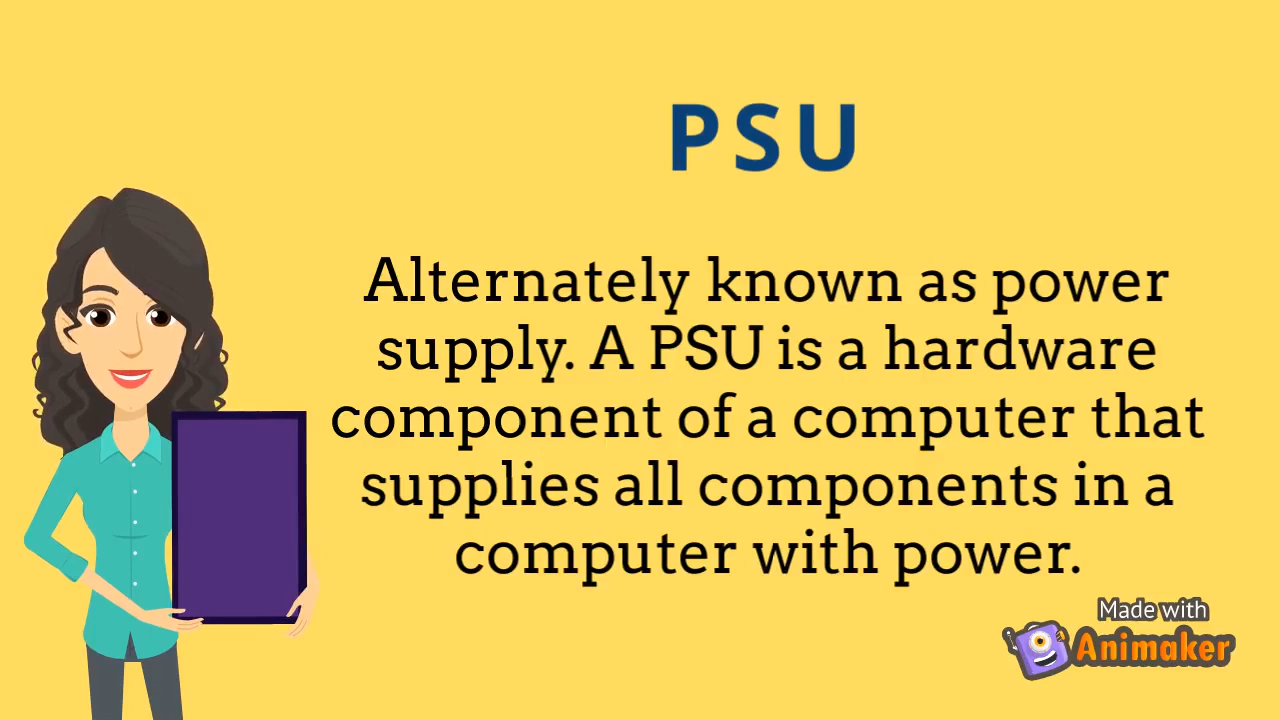 PSU
Alternately known as power
supply. A PSU is a hardware
component of a computer that
supplies all components in a
computer with power.
Made with
Animaker